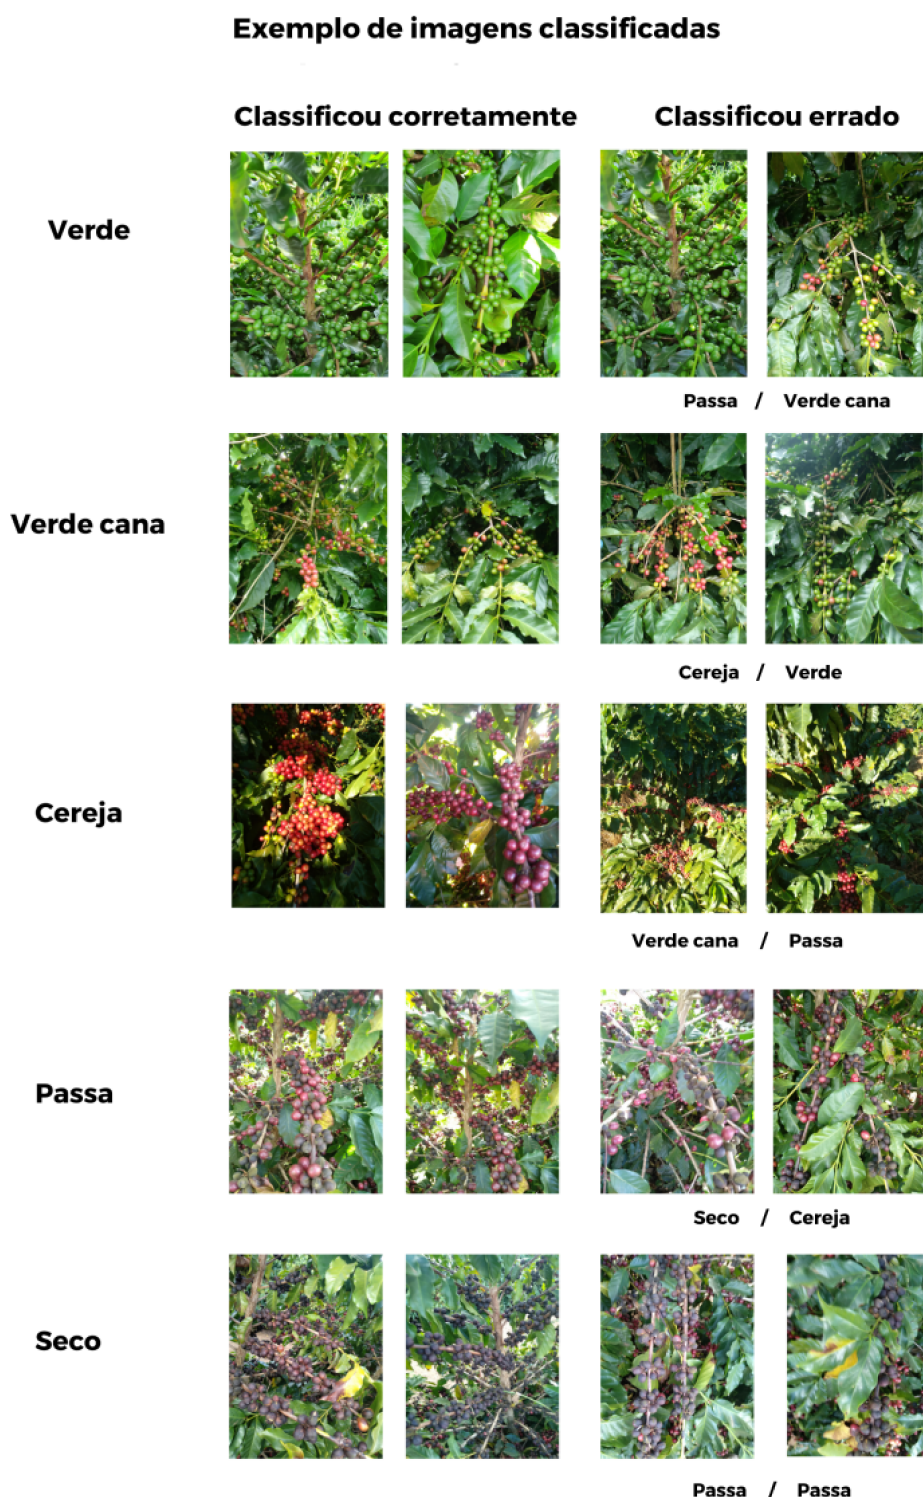 Exemplo de imagens classificadas
Classificou corretamente Classificou errado
Verde
Passa / Verde cana
Verde cana
Cereja / Verde
Cereja
Verde cana / Passa
Passa
Seco / Cereja
Seco
Passa / Passa